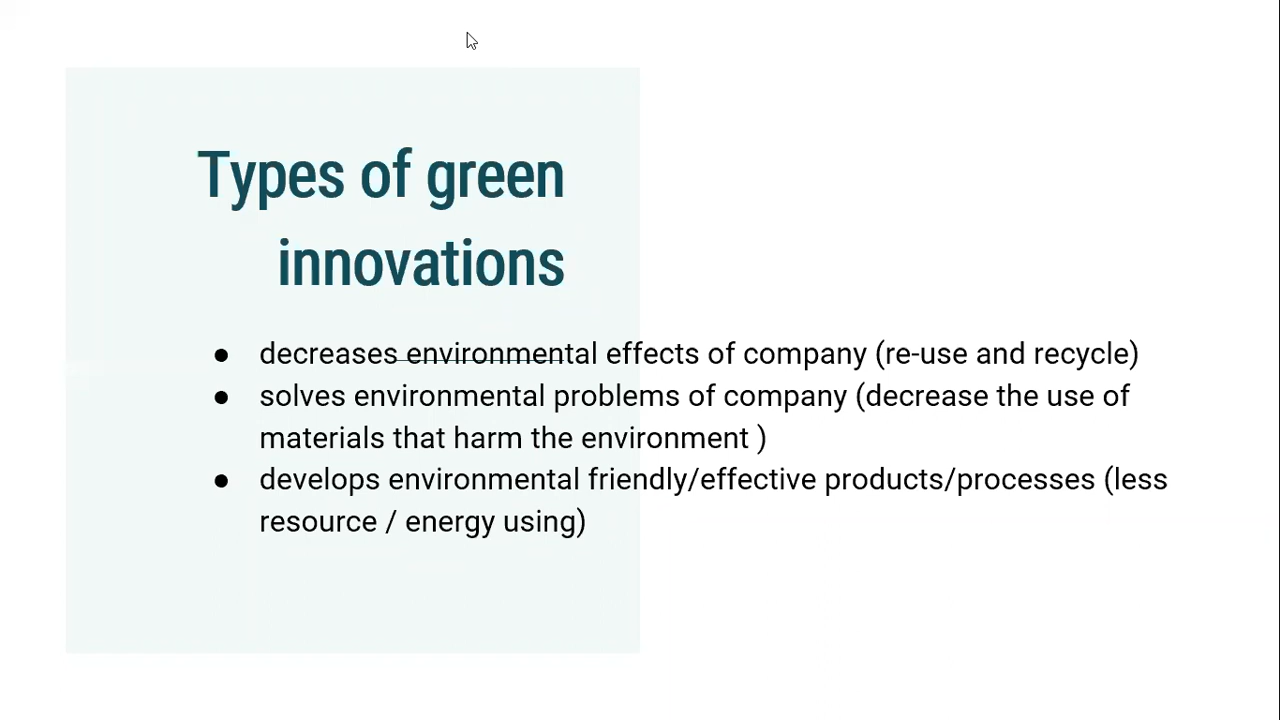 Types of green
innovations
● decreases environmental effects of company (re-use and recycle)
● solves environmental problems of company (decrease the use of
materials that harm the environment )
● develops environmental friendly/effective products/processes (less
resource / energy using)